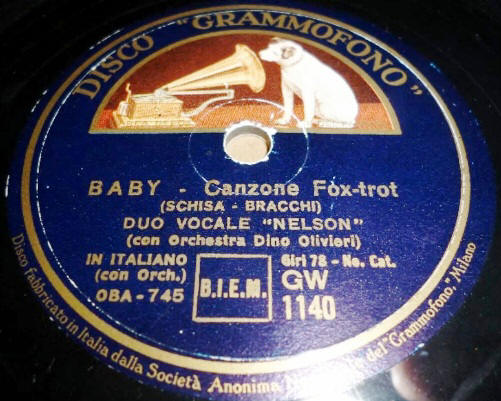 DISCO "GRAMMOFONO"
BABY - Canzone Fox-trot
(SCHISA - BRACCHI)
DUO VOCALE "NELSON"
(con Orchestra Dino Olivieri)
IN ITALIANO
(con Orch.)
OBA-745
B.I.E.M.
Giri 78 - No. Cat.
GW
1140
Disco fabbricato in Italia dalla Società Anonima del "Grammofono," Milano